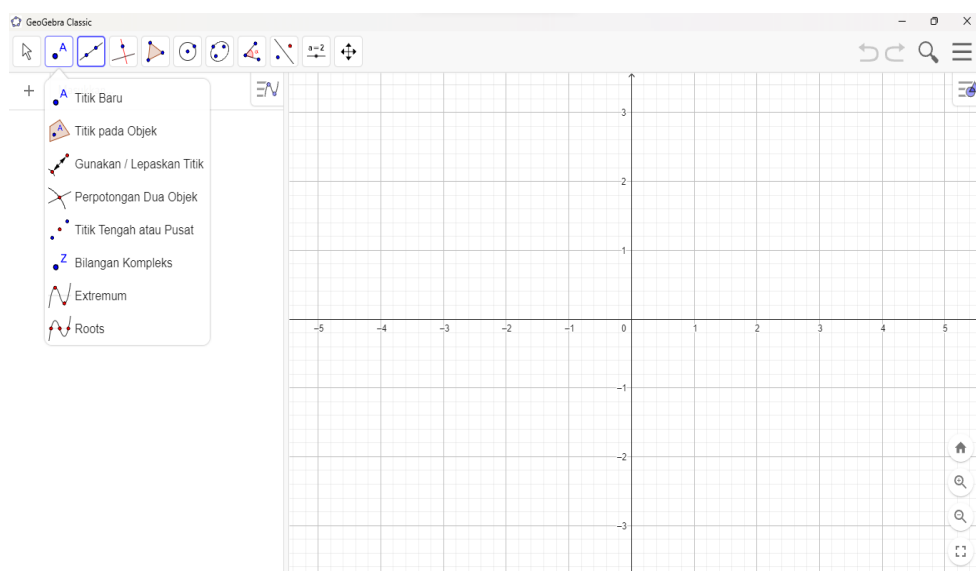 GeoGebra Classic
A
a=2
A Titik Baru
A Titik pada Objek
Gunakan / Lepaskan Titik
Perpotongan Dua Objek
Titik Tengah atau Pusat
Z Bilangan Kompleks
Extremum
Roots
3
2
1
-5 -4 -3 -2 -1 0 1 2 3 4 5
-1
-2
-3